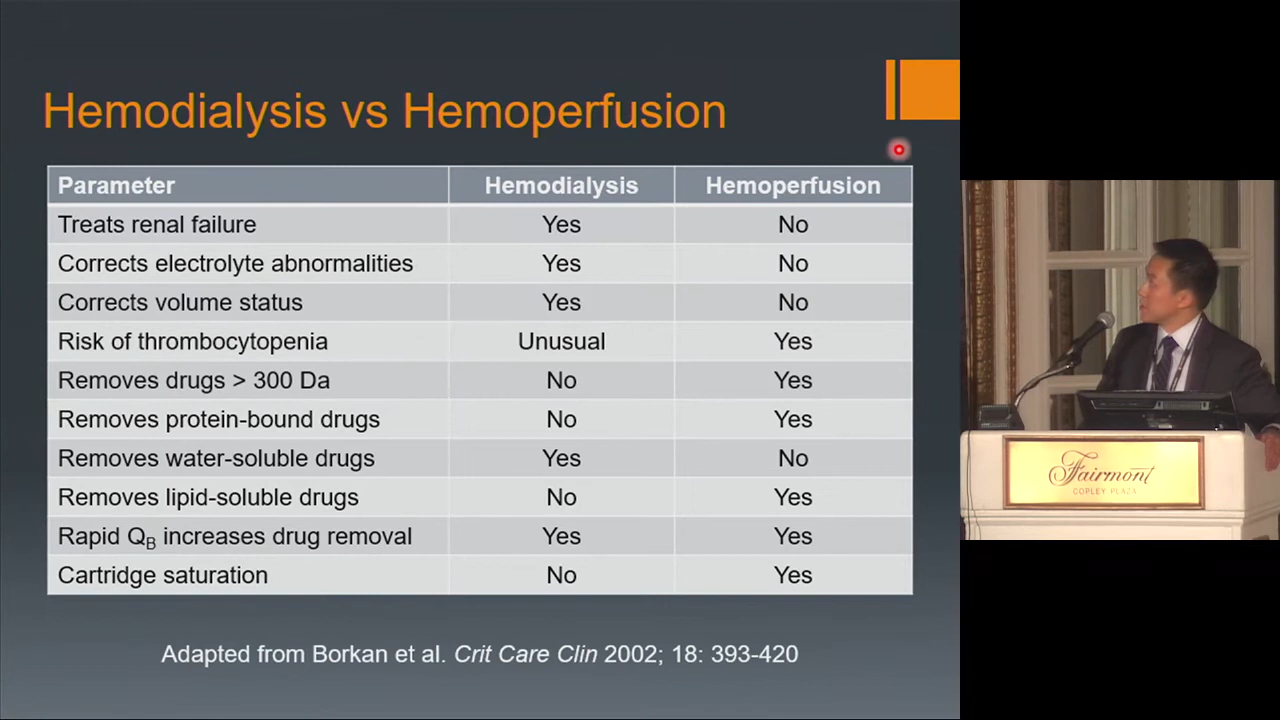 Hemodialysis vs Hemoperfusion
Parameter Hemodialysis Hemoperfusion
Treats renal failure Yes No
Corrects electrolyte abnormalities Yes No
Corrects volume status Yes No
Risk of thrombocytopenia Unusual Yes
Removes drugs > 300 Da No Yes
Removes protein-bound drugs No Yes
Removes water-soluble drugs Yes No
Removes lipid-soluble drugs No Yes
Rapid QB increases drug removal Yes Yes
Cartridge saturation No Yes
Adapted from Borkan et al. Crit Care Clin 2002; 18: 393-420
Fairmont
COPLEY PLAZA